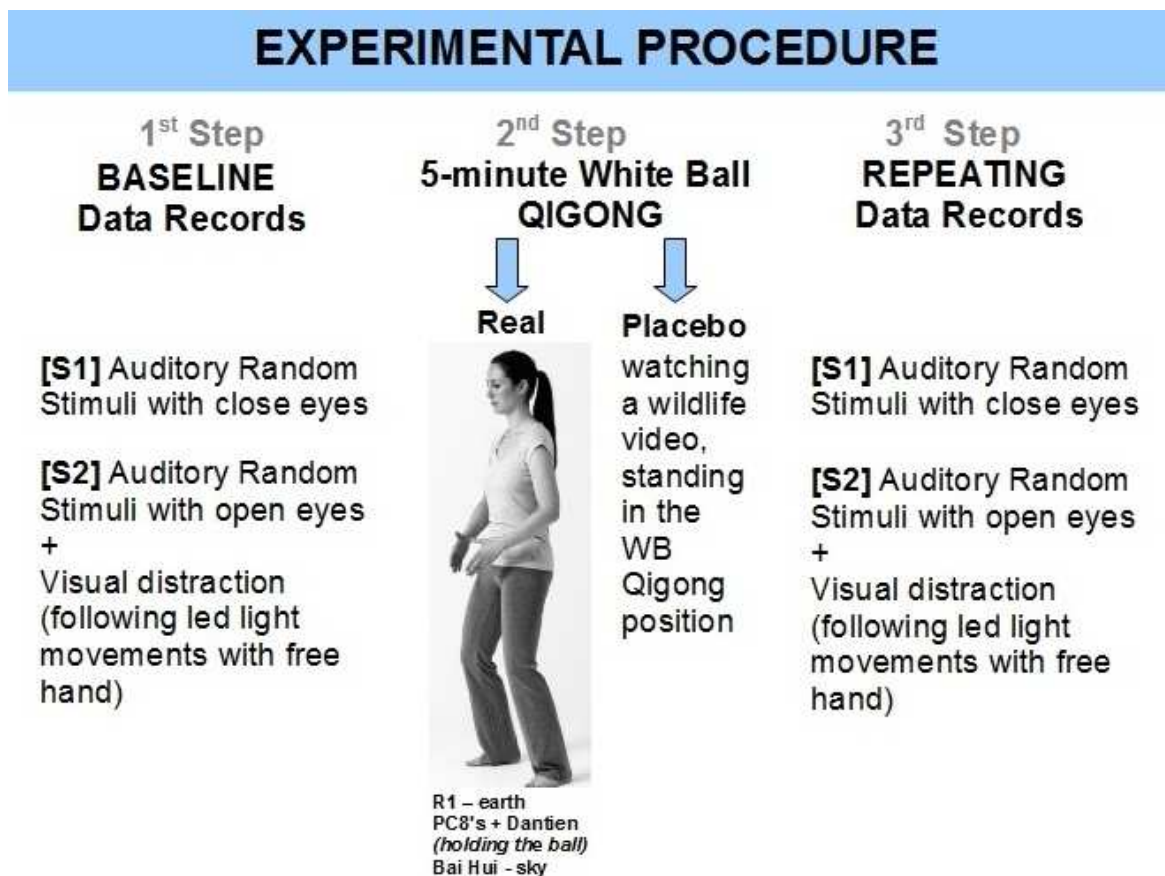 EXPERIMENTAL PROCEDURE
1st Step
BASELINE
Data Records
[S1] Auditory Random
Stimuli with close eyes
[S2] Auditory Random
Stimuli with open eyes
+
Visual distraction
(following led light
movements with free
hand)
2nd Step
5-minute White Ball
QIGONG
Real
R1 – earth
PC8's + Dantien
(holding the ball)
Bai Hui - sky
Placebo
watching
a wildlife
video,
standing
in the
WB
Qigong
position
3rd Step
REPEATING
Data Records
[S1] Auditory Random
Stimuli with close eyes
[S2] Auditory Random
Stimuli with open eyes
+
Visual distraction
(following led light
movements with free
hand)